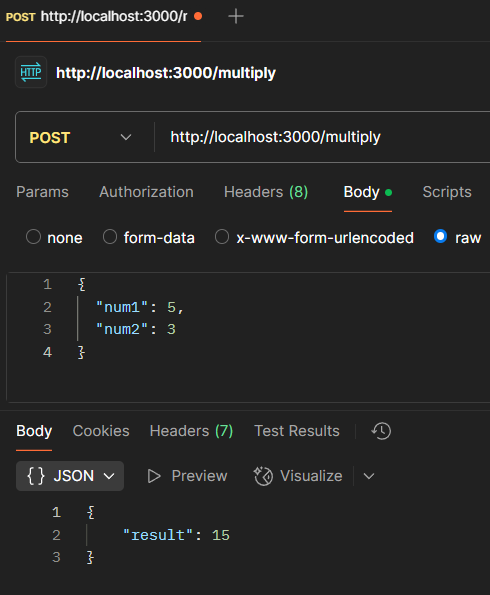 POST http://localhost:3000/r
HTTP http://localhost:3000/multiply
POST http://localhost:3000/multiply
Params Authorization Headers (8) Body Scripts
none form-data x-www-form-urlencoded raw
1 {
2 "num1": 5,
3 "num2": 3
4 }
Body Cookies Headers (7) Test Results
{} JSON Preview Visualize
1 {
2 "result": 15
3 }